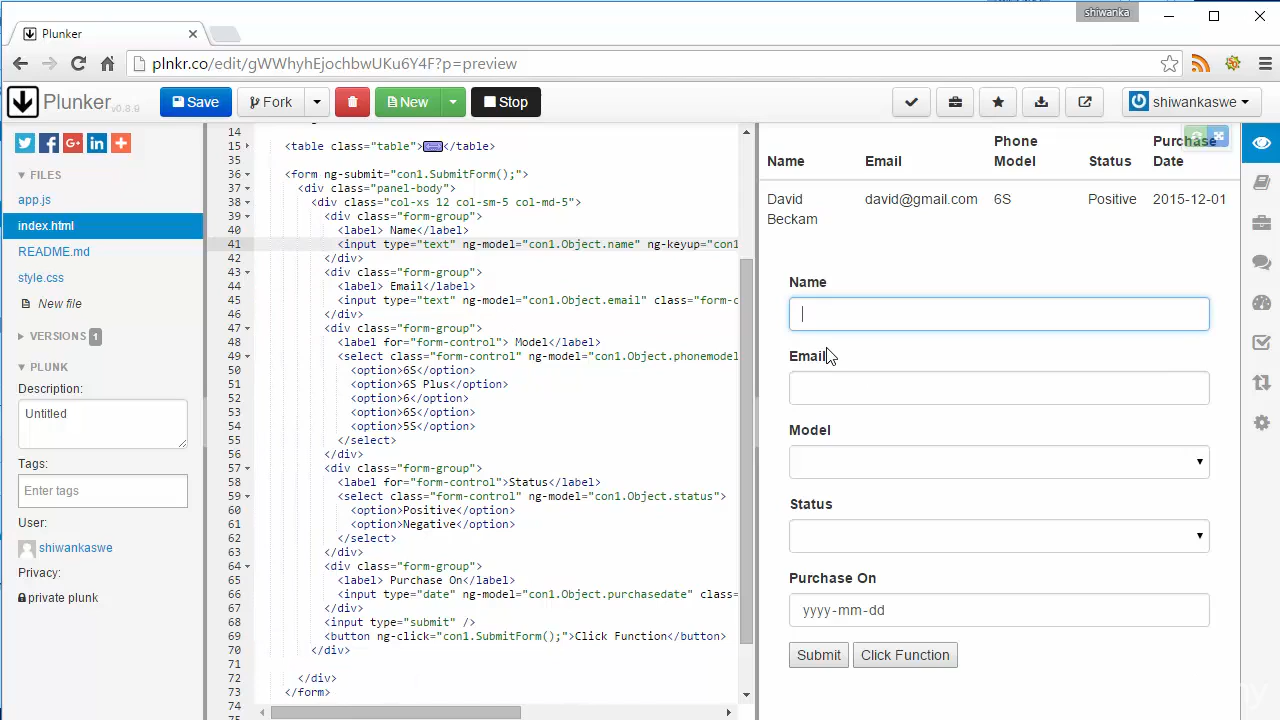 shiwanka
Plunker
plnkr.co/edit/gWWhyhEjochbwUKu6Y4F?p=preview
Plunker v0.8.9
Save
Fork
New
Stop
shiwankaswe
FILES
app.js
index.html
README.md
style.css
New file
VERSIONS 1
PLUNK
Description:
Untitled
Tags:
Enter tags
User:
shiwankaswe
Privacy:
private plunk
14
15 <table class="table"></table>
35
36 <form ng-submit="con1.SubmitForm();">
37 <div class="panel-body">
38 <div class="col-xs 12 col-sm-5 col-md-5">
39 <div class="form-group">
40 <label> Name</label>
41 <input type="text" ng-model="con1.Object.name" ng-keyup="con1
42 </div>
43 <div class="form-group">
44 <label> Email</label>
45 <input type="text" ng-model="con1.Object.email" class="form-c
46 </div>
47 <div class="form-group">
48 <label for="form-control"> Model</label>
49 <select class="form-control" ng-model="con1.Object.phonemodel
50 <option>6S</option>
51 <option>6S Plus</option>
52 <option>6</option>
53 <option>6S</option>
54 <option>5S</option>
55 </select>
56 </div>
57 <div class="form-group">
58 <label for="form-control">Status</label>
59 <select class="form-control" ng-model="con1.Object.status">
60 <option>Positive</option>
61 <option>Negative</option>
62 </select>
63 </div>
64 <div class="form-group">
65 <label> Purchase On</label>
66 <input type="date" ng-model="con1.Object.purchasedate" class=
67 </div>
68 <input type="submit" />
69 <button ng-click="con1.SubmitForm();">Click Function</button>
70 </div>
71
72 </div>
73 </form>
74
75
Name Email Phone Model Status Purchase Date
David Beckam david@gmail.com 6S Positive 2015-12-01
Name
Email
Model
Status
Purchase On
yyyy-mm-dd
Submit Click Function